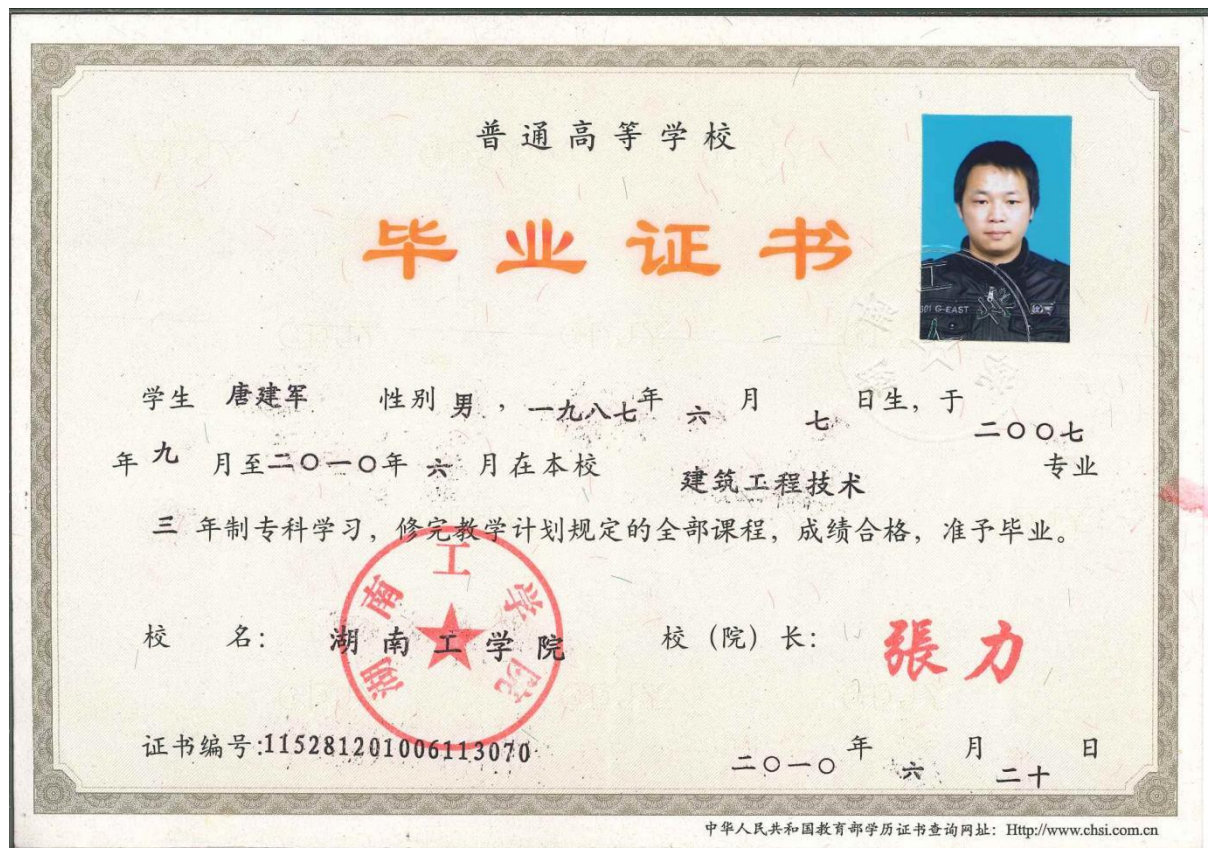 普通高等学校
毕业证书
301 G-EAST
学生 唐建军 性别 男 ，一九八七年 六 月 七 日生，于 二〇〇七
年 九 月至二〇一〇年 六 月在本校 建筑工程技术 专业
三 年制专科学习，修完教学计划规定的全部课程，成绩合格，准予毕业。
湖南工学院
校 名： 湖南工学院 校（院）长： 張力
证书编号:115281201006113070
二〇一〇 年 六 月 二十 日
中华人民共和国教育部学历证书查询网址：Http://www.chsi.com.cn